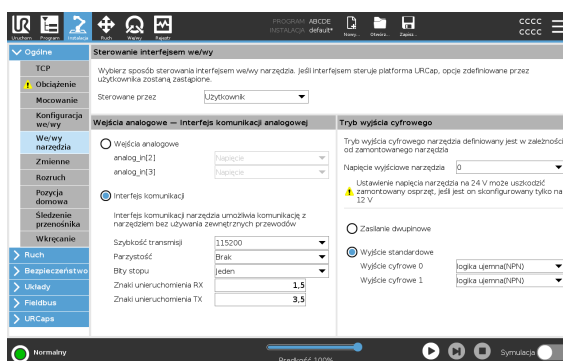 PROGRAM ABCDE
INSTALACJA default*
Uruchom Program Instalacja Ruch We/wy Rejestr Nowy... Otwórz... Zapisz...
CCCC
CCCC
Ogólne
TCP
Obciążenie
Mocowanie
Konfiguracja
we/wy
We/wy
narzędzia
Zmienne
Rozruch
Pozycja
domowa
Śledzenie
przenośnika
Wkręcanie
Ruch
Bezpieczeństwo
Układy
Fieldbus
URCaps
Sterowanie interfejsem we/wy
Wybierz sposób sterowania interfejsem we/wy narzędzia. Jeśli interfejsem steruje platforma URCap, opcje zdefiniowane przez
użytkownika zostaną zastąpione.
Sterowane przez Użytkownik
Wejścia analogowe — Interfejs komunikacji analogowej
Wejścia analogowe
analog_in[2] Napięcie
analog_in[3] Napięcie
Interfejs komunikacji
Interfejs komunikacji narzędzia umożliwia komunikację z
narzędziem bez używania zewnętrznych przewodów
Szybkość transmisji 115200
Parzystość Brak
Bity stopu Jeden
Znaki unieruchomienia RX 1,5
Znaki unieruchomienia TX 3,5
Tryb wyjścia cyfrowego
Tryb wyjścia cyfrowego narzędzia definiowany jest w zależności
od zamontowanego narzędzia
Napięcie wyjściowe narzędzia 0
Ustawienie napięcia narzędzia na 24 V może uszkodzić
zamontowany osprzęt, jeśli jest on skonfigurowany tylko na
12 V
Zasilanie dwupinowe
Wyjście standardowe
Wyjście cyfrowe 0 logika ujemna(NPN)
Wyjście cyfrowe 1 logika ujemna(NPN)
Normalny
Prędkość 100%
Symulacja